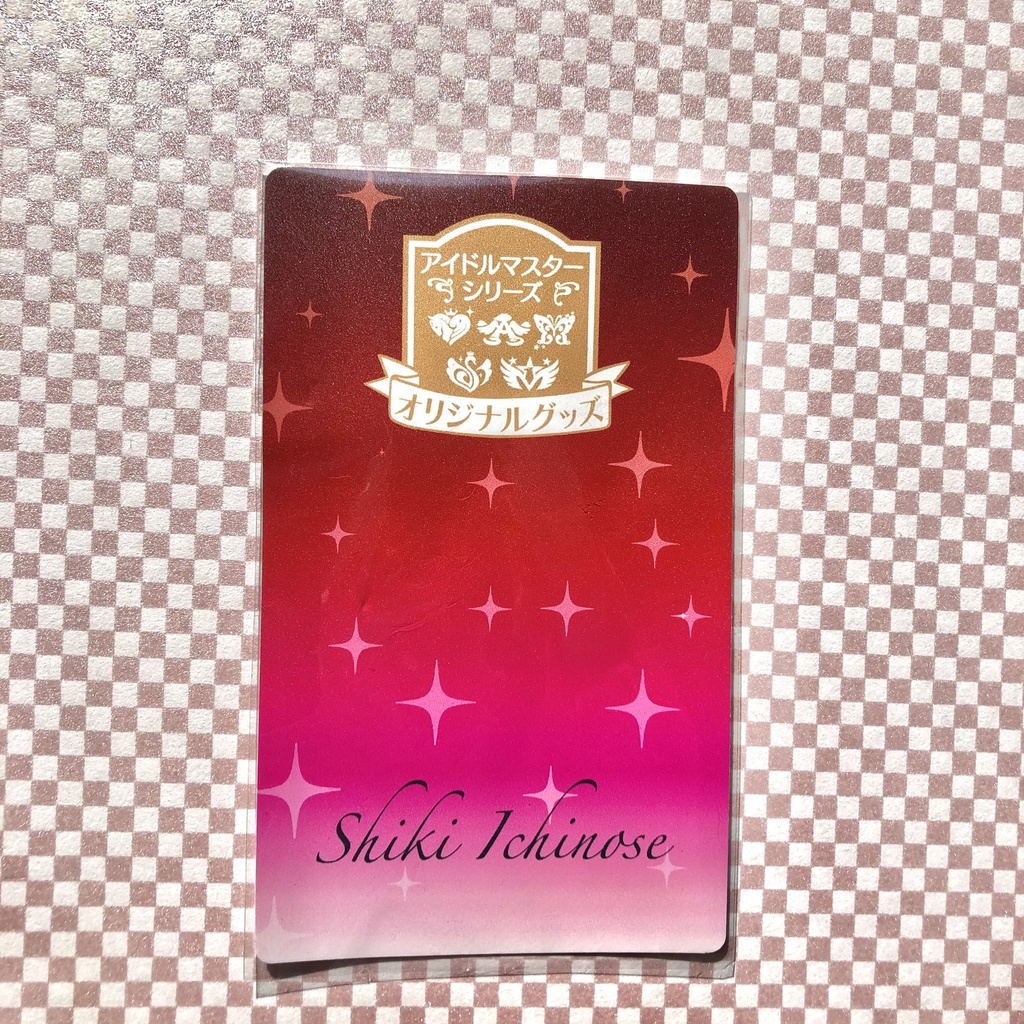 アイドルマスター
シリーズ
オリジナルグッズ
Shiki Ichinose